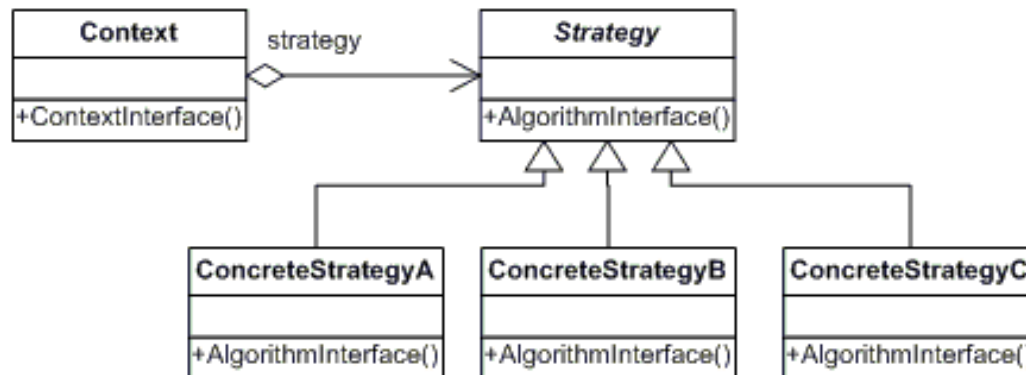 Context
strategy
Strategy
+ContextInterface()
+AlgorithmInterface()
ConcreteStrategyA
ConcreteStrategyB
ConcreteStrategyC
+AlgorithmInterface()
+AlgorithmInterface()
+AlgorithmInterface()